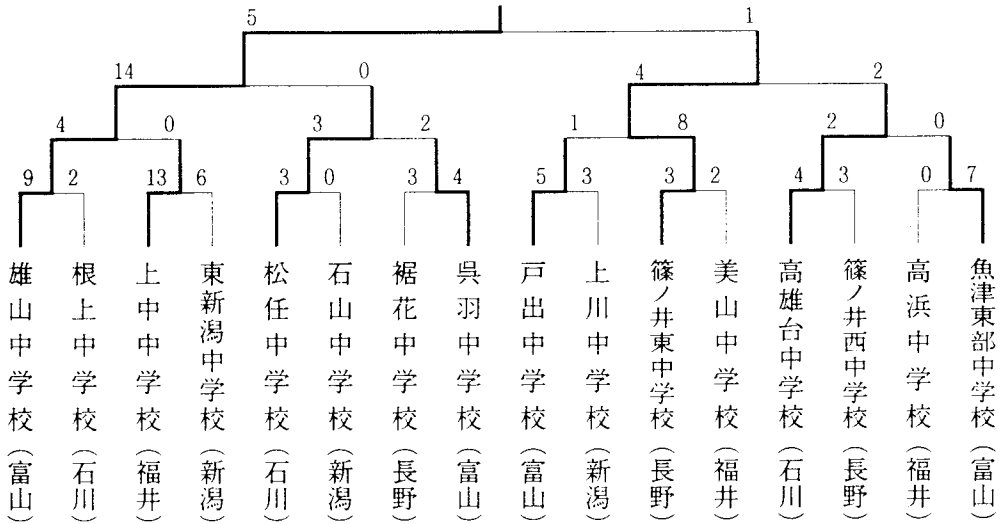 5 1
14 0 4 2
4 0 3 2 1 8 2 0
9 2 13 6 3 0 3 4 5 3 3 2 4 3 0 7
雄山中学校(富山)
根上中学校(石川)
上中中学校(福井)
東新潟中学校(新潟)
松任中学校(石川)
石山中学校(新潟)
裾花中学校(長野)
呉羽中学校(富山)
戸出中学校(富山)
上川中学校(新潟)
篠ノ井東中学校(長野)
美山中学校(福井)
高雄台中学校(石川)
篠ノ井西中学校(長野)
高浜中学校(福井)
魚津東部中学校(富山)